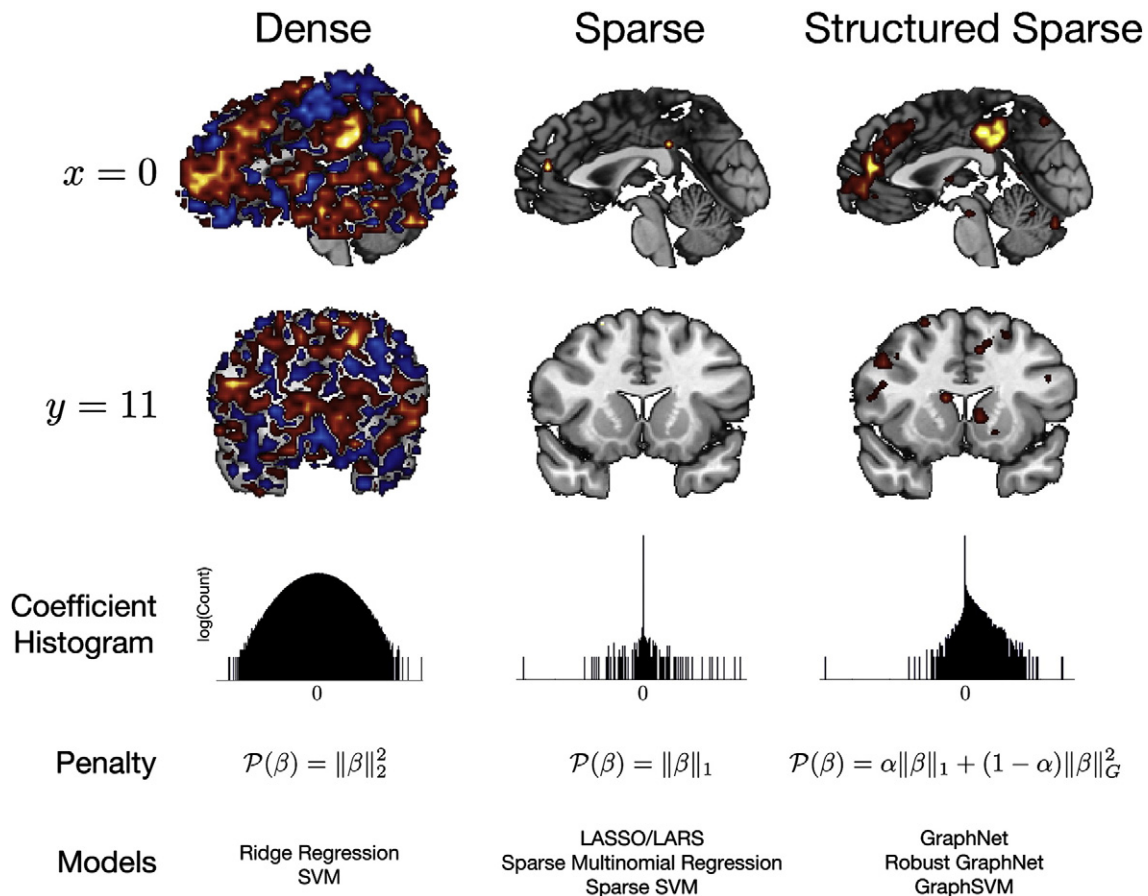 Dense Sparse Structured Sparse
x = 0
y = 11
Coefficient
Histogram
log(Count)
0 0 0
Penalty
𝒫(β) = ‖β‖₂² 𝒫(β) = ‖β‖₁ 𝒫(β) = α‖β‖₁ + (1 − α)‖β‖²_G
Models
Ridge Regression
SVM
LASSO/LARS
Sparse Multinomial Regression
Sparse SVM
GraphNet
Robust GraphNet
GraphSVM